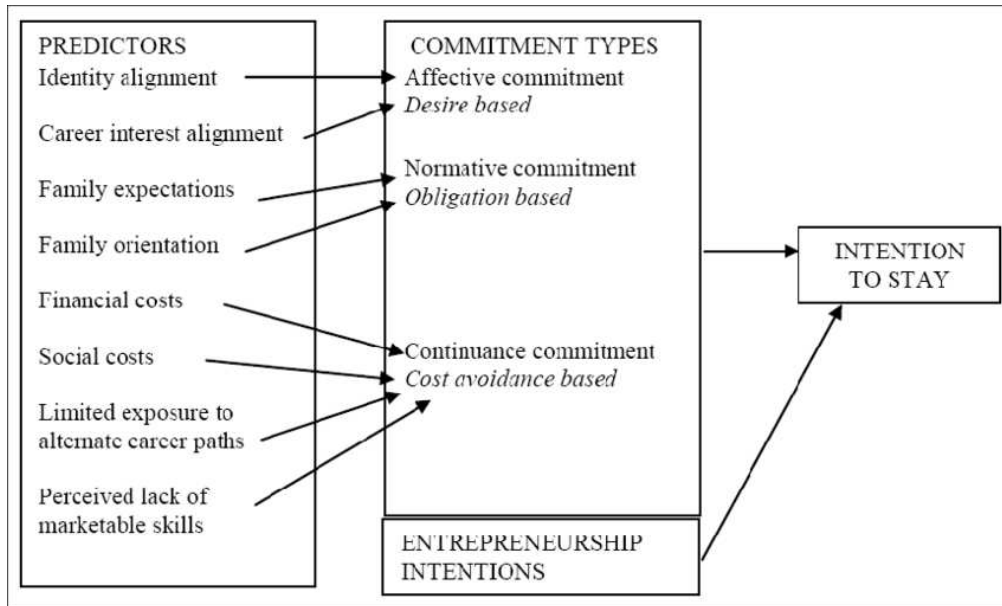 PREDICTORS
Identity alignment
Career interest alignment
Family expectations
Family orientation
Financial costs
Social costs
Limited exposure to
alternate career paths
Perceived lack of
marketable skills
COMMITMENT TYPES
Affective commitment
Desire based
Normative commitment
Obligation based
Continuance commitment
Cost avoidance based
ENTREPRENEURSHIP
INTENTIONS
INTENTION
TO STAY